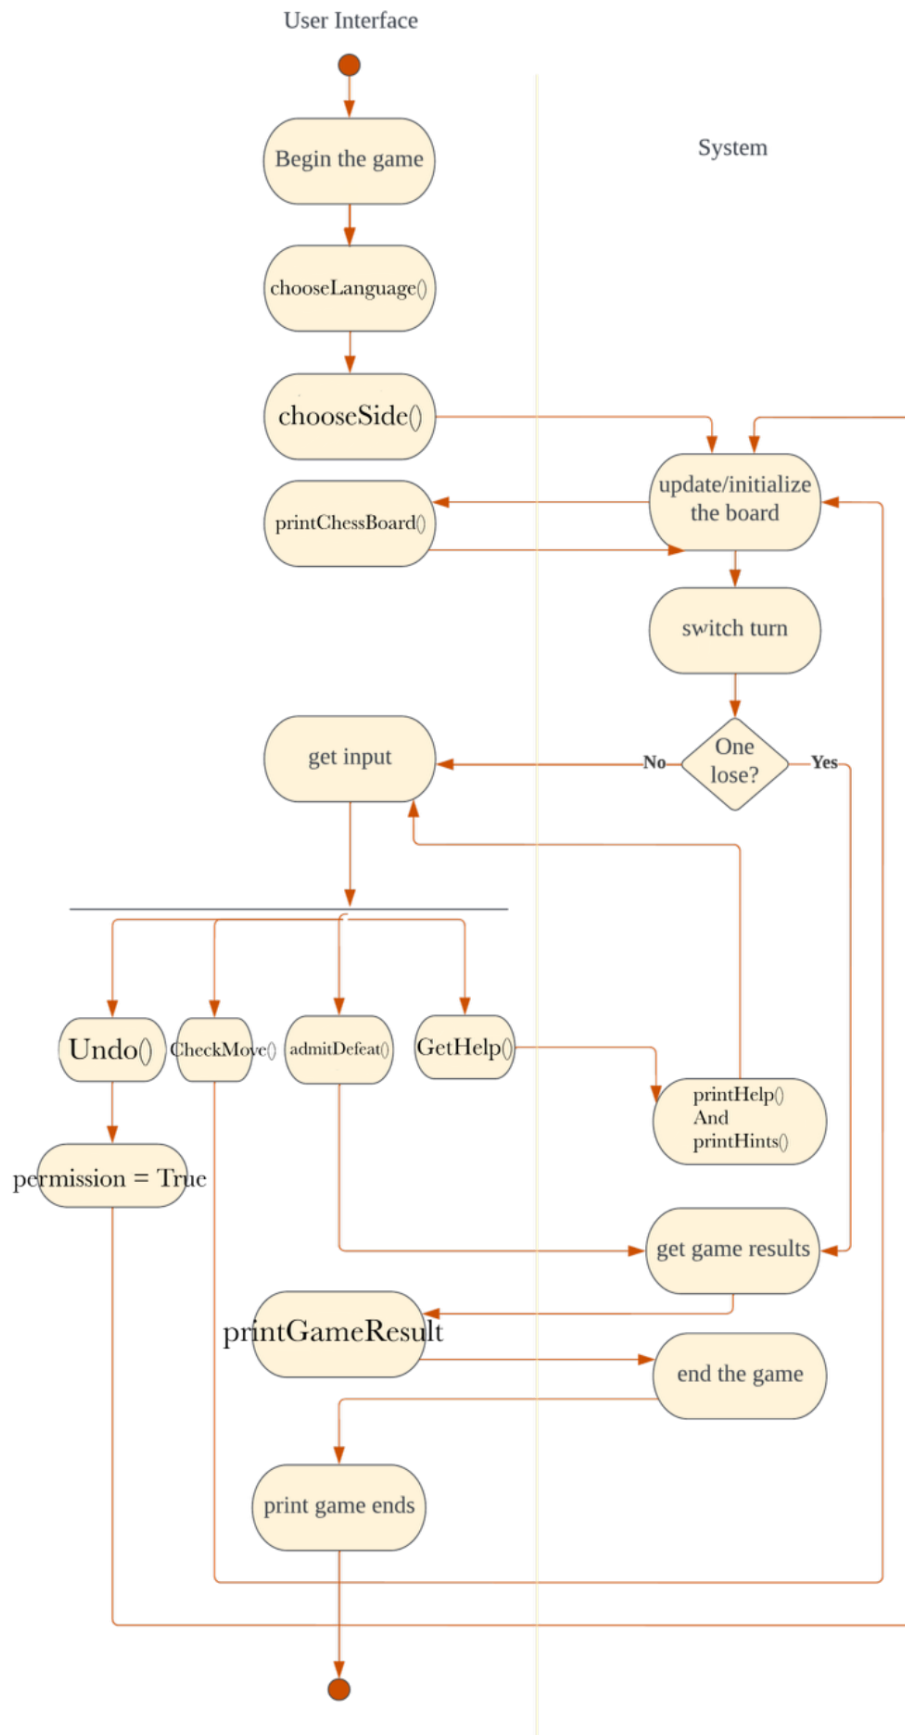 User Interface
System
Begin the game
chooseLanguage()
chooseSide()
update/initialize
the board
printChessBoard()
switch turn
One
lose?
No
Yes
get input
Undo()
CheckMove()
admitDefeat()
GetHelp()
printHelp()
And
printHints()
permission = True
get game results
printGameResult
end the game
print game ends